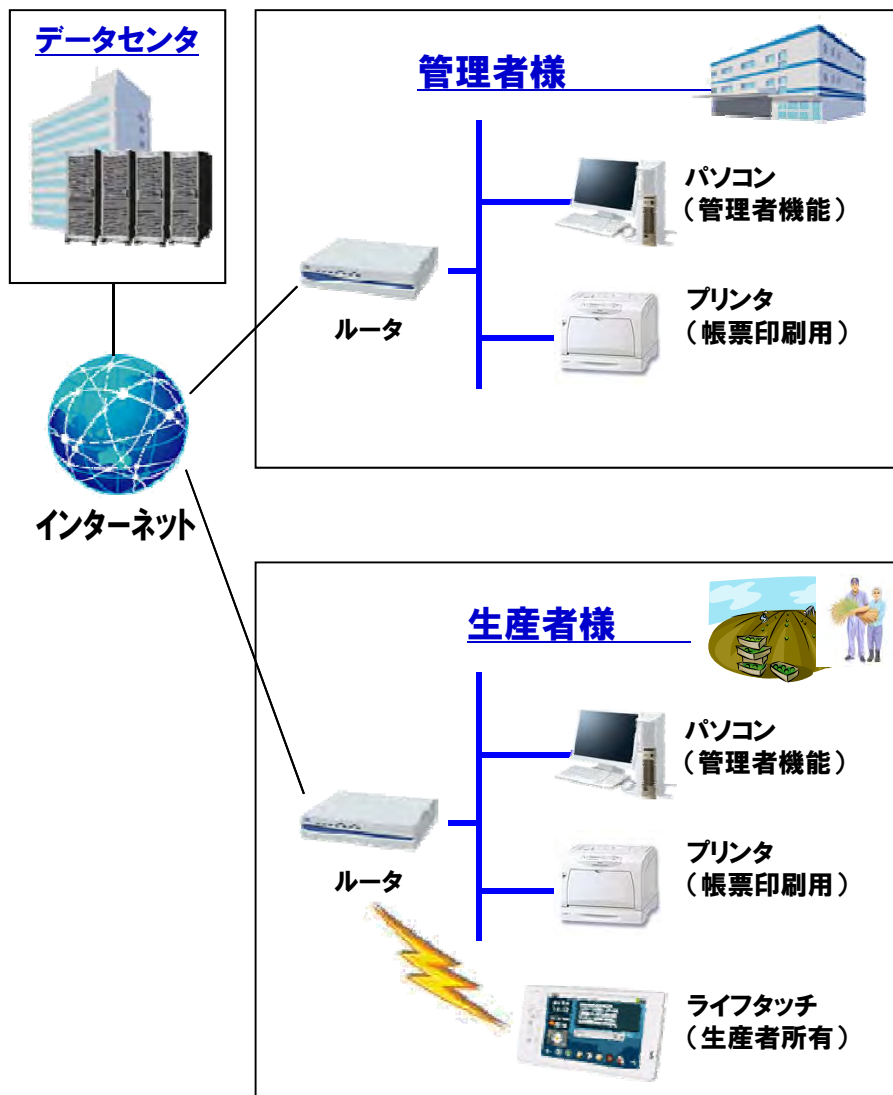 データセンタ
管理者様
パソコン
（管理者機能）
ルータ
プリンタ
（帳票印刷用）
インターネット
生産者様
パソコン
（管理者機能）
ルータ
プリンタ
（帳票印刷用）
ライフタッチ
（生産者所有）